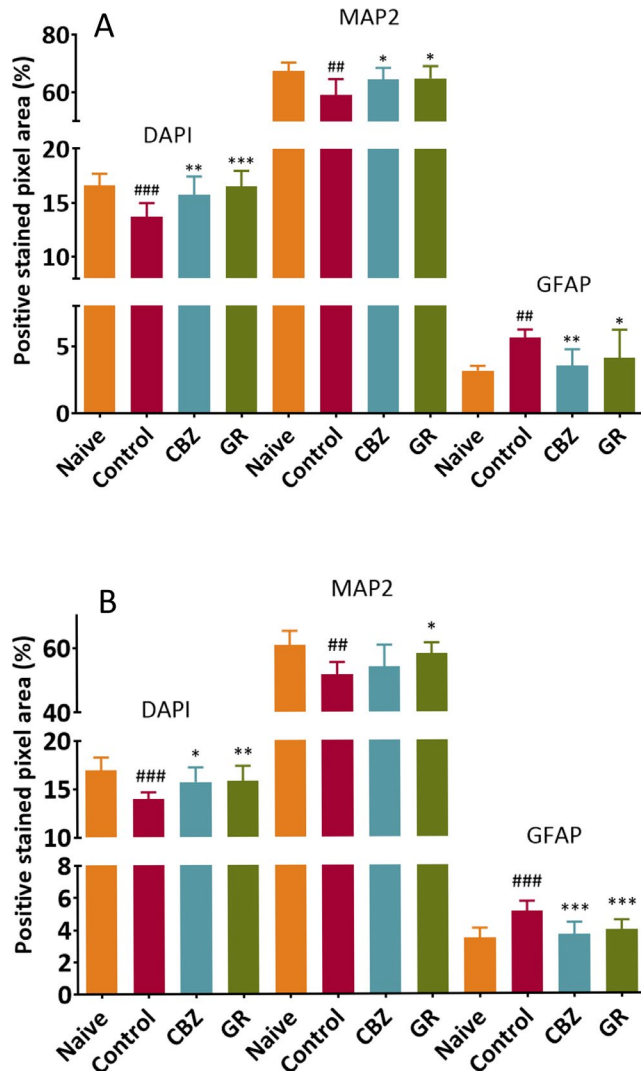 A
MAP2
Positive stained pixel area (%)
80
60
## * *
DAPI
20
15
10
### ** ***
GFAP
5
0
## ** *
Naive Control CBZ GR Naive Control CBZ GR Naive Control CBZ GR
B
MAP2
Positive stained pixel area (%)
60
40
## *
DAPI
20
15
10
### * **
GFAP
8
6
4
2
0
### *** ***
Naive Control CBZ GR Naive Control CBZ GR Naive Control CBZ GR